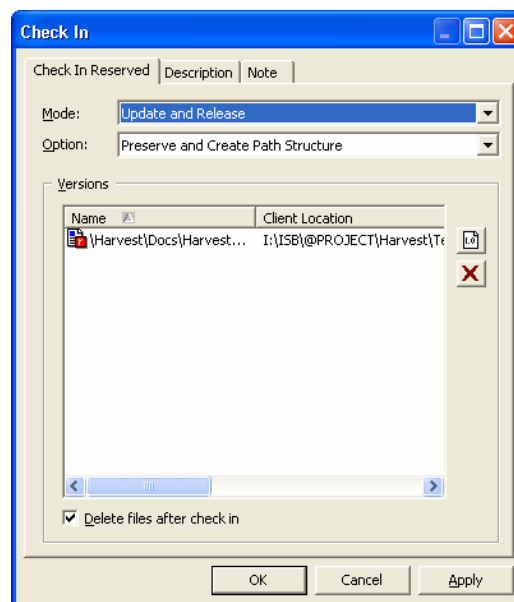 Check In
Check In Reserved Description Note
Mode: Update and Release
Option: Preserve and Create Path Structure
Versions
Name Client Location
\Harvest\Docs\Harvest... I:\ISB\@PROJECT\Harvest\Te
Delete files after check in
OK Cancel Apply